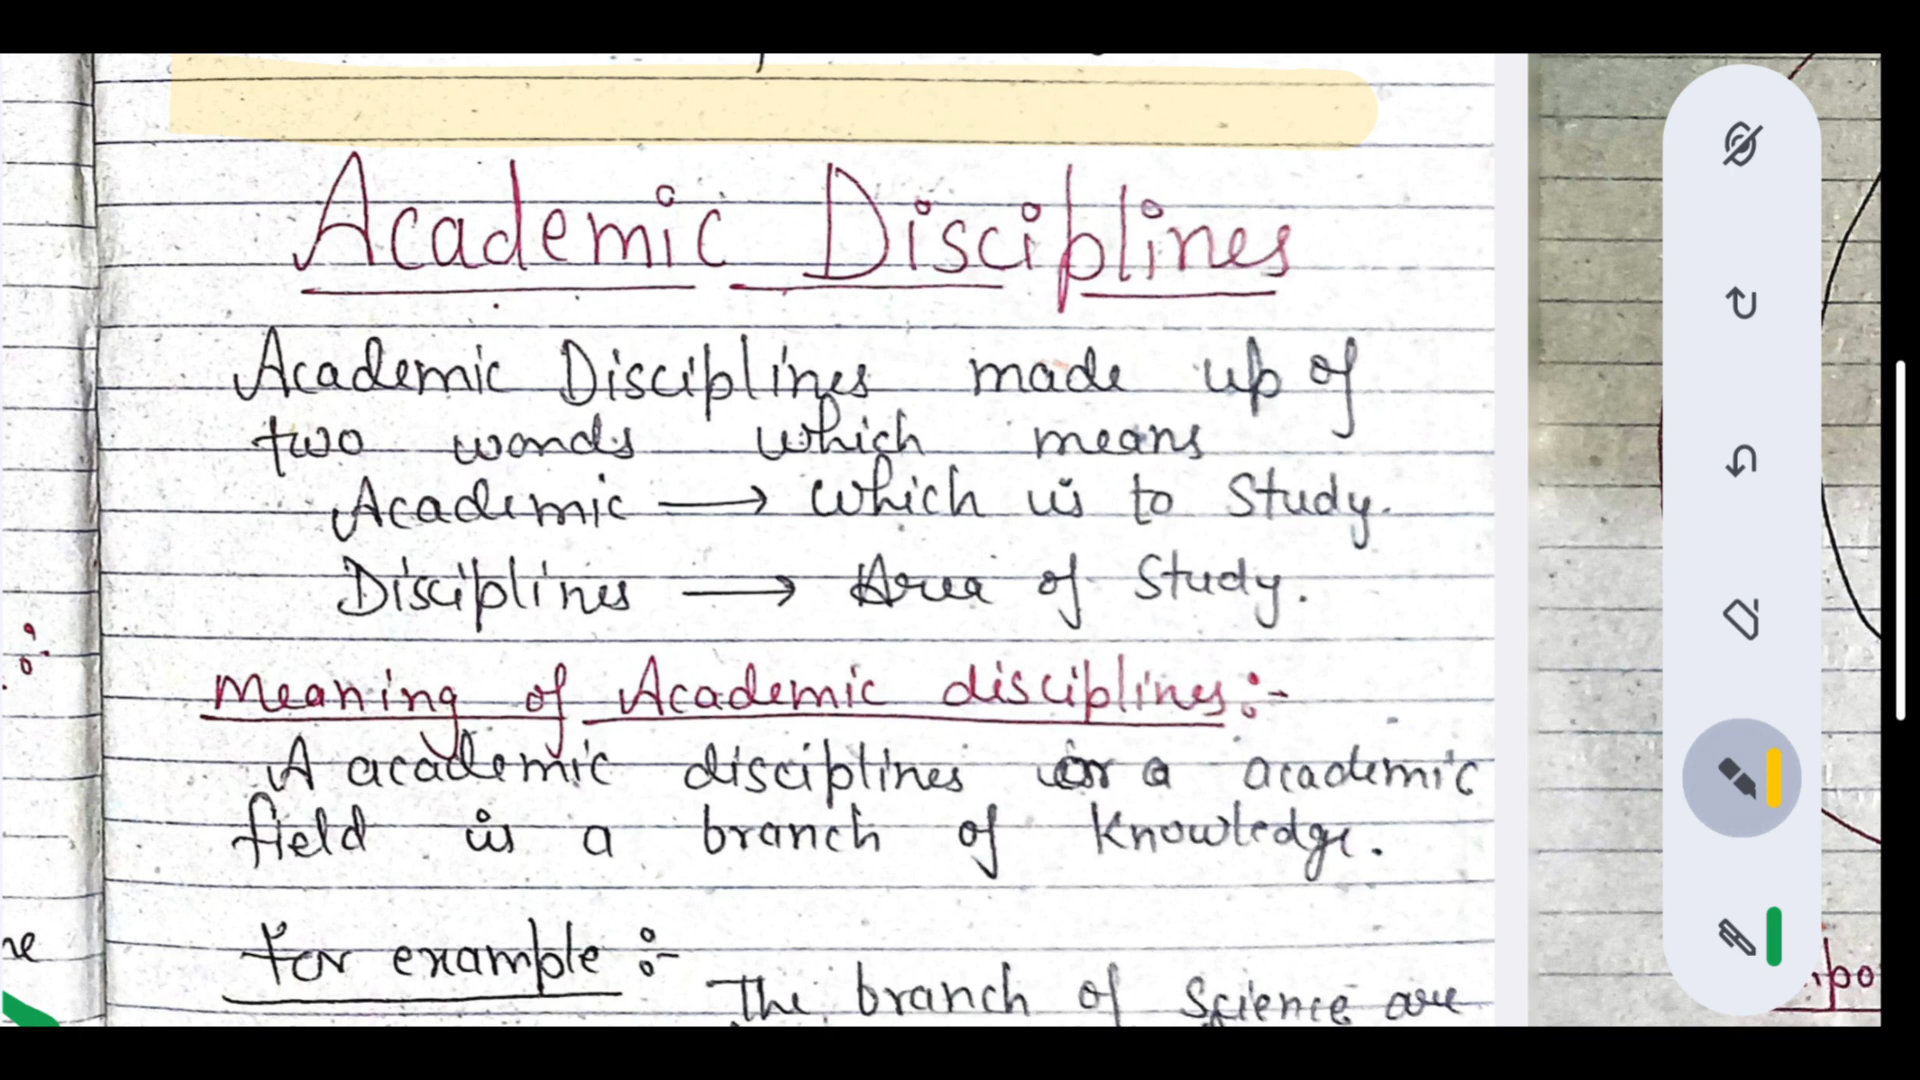 Academic Disciplines
Academic Disciplines made up of
two words which means
Academic → which is to study.
Disciplines → Area of study.
Meaning of Academic disciplines :-
A academic disciplines or a academic
field is a branch of knowledge.
for example :-
The branch of Science are